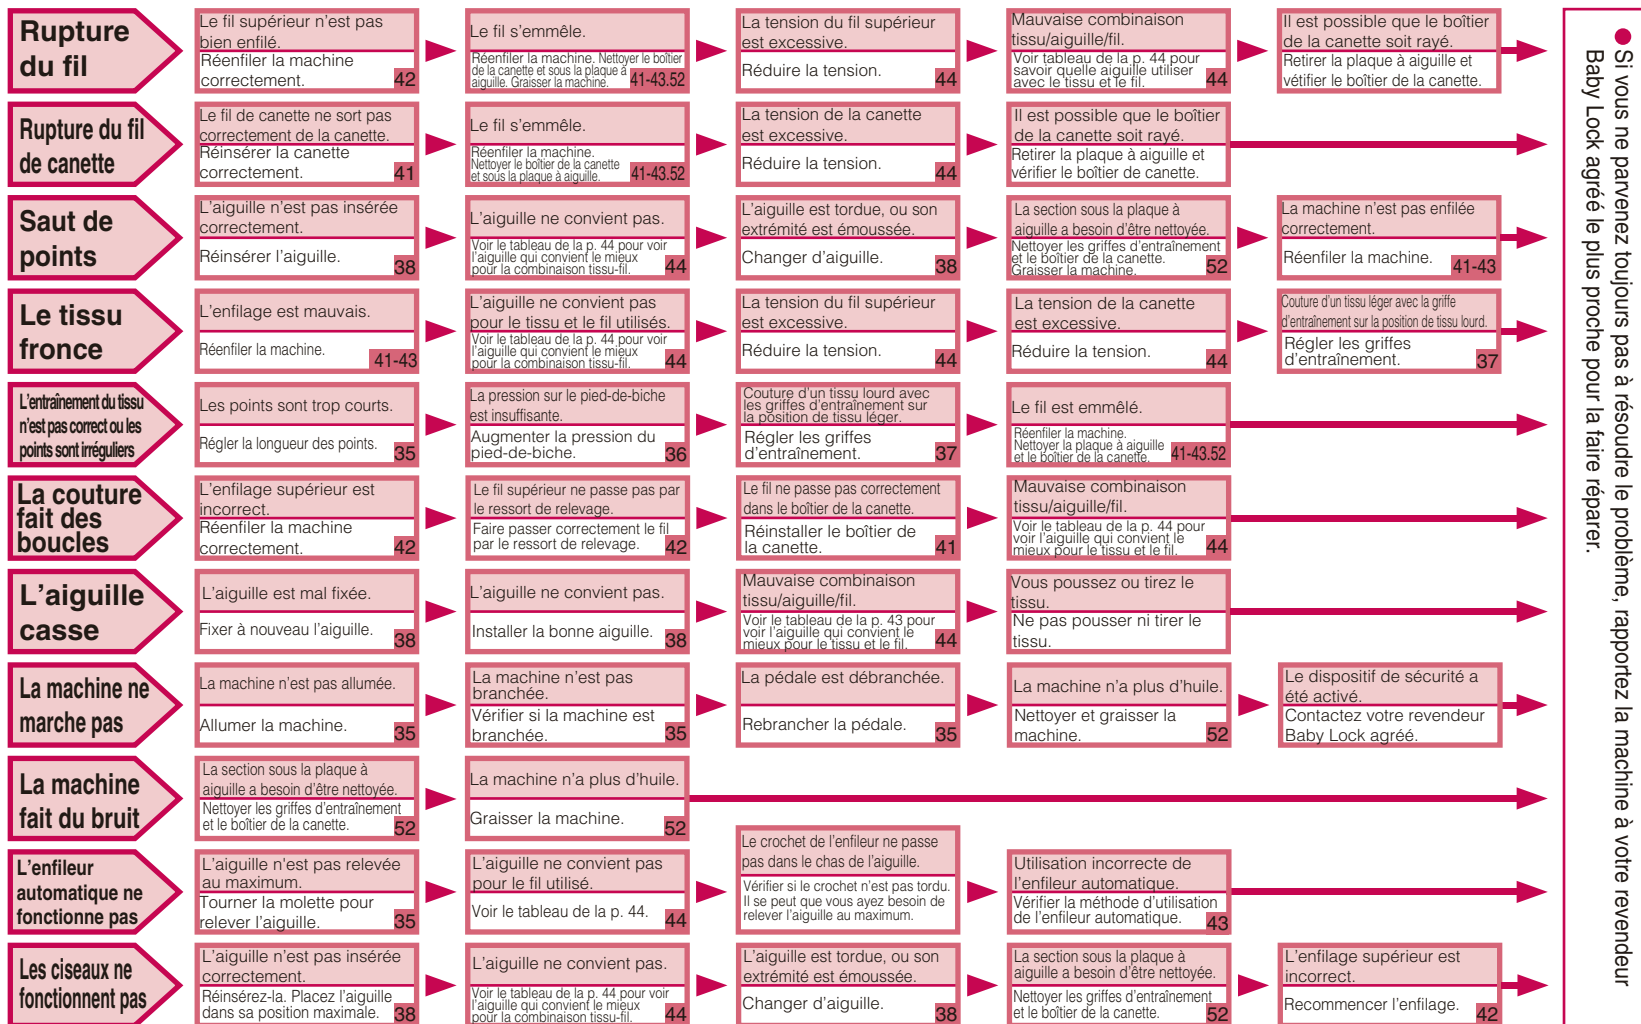 Rupture
du fil
Le fil supérieur n'est pas
bien enfilé.
Réenfiler la machine
correctement.
42
Le fil s'emmêle.
Réenfiler la machine. Nettoyer le boîtier
de la canette et sous la plaque à
aiguille. Graisser la machine.
41-43.52
La tension du fil supérieur
est excessive.
Réduire la tension.
44
Mauvaise combinaison
tissu/aiguille/fil.
Voir tableau de la p. 44 pour
savoir quelle aiguille utiliser
avec le tissu et le fil.
44
Il est possible que le boîtier
de la canette soit rayé.
Retirer la plaque à aiguille et
vétifier le boîtier de la canette.
Rupture du fil
de canette
Le fil de canette ne sort pas
correctement de la canette.
Réinsérer la canette
correctement.
41
Le fil s'emmêle.
Réenfiler la machine.
Nettoyer le boîtier de la canette
et sous la plaque à aiguille.
41-43.52
La tension de la canette
est excessive.
Réduire la tension.
44
Il est possible que le boîtier
de la canette soit rayé.
Retirer la plaque à aiguille et
vérifier le boîtier de canette.
Saut de
points
L'aiguille n'est pas insérée
correctement.
Réinsérer l'aiguille.
38
L'aiguille ne convient pas.
Voir le tableau de la p. 44 pour voir
l'aiguille qui convient le mieux
pour la combinaison tissu-fil.
44
L'aiguille est tordue, ou son
extrémité est émoussée.
Changer d'aiguille.
38
La section sous la plaque à
aiguille a besoin d'être nettoyée.
Nettoyer les griffes d'entraînement
et le boîtier de la canette.
Graisser la machine.
52
La machine n'est pas enfilée
correctement.
Réenfiler la machine.
41-43
Le tissu
fronce
L'enfilage est mauvais.
Réenfiler la machine.
41-43
L'aiguille ne convient pas
pour le tissu et le fil utilisés.
Voir le tableau de la p. 44 pour voir
l'aiguille qui convient le mieux
pour la combinaison tissu-fil.
44
La tension du fil supérieur
est excessive.
Réduire la tension.
44
La tension de la canette
est excessive.
Réduire la tension.
44
Couture d'un tissu léger avec la griffe
d'entraînement sur la position de tissu lourd.
Régler les griffes
d'entraînement.
37
L'entraînement du tissu
n'est pas correct ou les
points sont irréguliers
Les points sont trop courts.
Régler la longueur des points.
35
La pression sur le pied-de-biche
est insuffisante.
Augmenter la pression du
pied-de-biche.
36
Couture d'un tissu lourd avec
les griffes d'entraînement sur
la position de tissu léger.
Régler les griffes
d'entraînement.
37
Le fil est emmêlé.
Réenfiler la machine.
Nettoyer la plaque à aiguille
et le boîtier de la canette.
41-43.52
La couture
fait des
boucles
L'enfilage supérieur est
incorrect.
Réenfiler la machine
correctement.
42
Le fil supérieur ne passe pas par
le ressort de relevage.
Faire passer correctement le fil
par le ressort de relevage.
42
Le fil ne passe pas correctement
dans le boîtier de la canette.
Réinstaller le boîtier de
la canette.
41
Mauvaise combinaison
tissu/aiguille/fil.
Voir le tableau de la p. 44 pour
voir l'aiguille qui convient le
mieux pour le tissu et le fil.
44
L'aiguille
casse
L'aiguille est mal fixée.
Fixer à nouveau l'aiguille.
38
L'aiguille ne convient pas.
Installer la bonne aiguille.
38
Mauvaise combinaison
tissu/aiguille/fil.
Voir le tableau de la p. 43 pour
voir l'aiguille qui convient le
mieux pour le tissu et le fil.
44
Vous poussez ou tirez le
tissu.
Ne pas pousser ni tirer le
tissu.
La machine ne
marche pas
La machine n'est pas allumée.
Allumer la machine.
35
La machine n'est pas
branchée.
Vérifier si la machine est
branchée.
35
La pédale est débranchée.
Rebrancher la pédale.
35
La machine n'a plus d'huile.
Nettoyer et graisser la
machine.
52
Le dispositif de sécurité a
été activé.
Contactez votre revendeur
Baby Lock agréé.
La machine
fait du bruit
La section sous la plaque à
aiguille a besoin d'être nettoyée.
Nettoyer les griffes d'entraînement
et le boîtier de la canette.
52
La machine n'a plus d'huile.
Graisser la machine.
52
L'enfileur
automatique ne
fonctionne pas
L'aiguille n'est pas relevée
au maximum.
Tourner la molette pour
relever l'aiguille.
35
L'aiguille ne convient pas
pour le fil utilisé.
Voir le tableau de la p. 44.
44
Le crochet de l'enfileur ne passe
pas dans le chas de l'aiguille.
Vérifier si le crochet n'est pas tordu.
Il se peut que vous ayez besoin de
relever l'aiguille au maximum.
Utilisation incorrecte de
l'enfileur automatique.
Vérifier la méthode d'utilisation
de l'enfileur automatique.
43
Les ciseaux ne
fonctionnent pas
L'aiguille n'est pas insérée
correctement.
Réinsérez-la. Placez l'aiguille
dans sa position maximale.
38
L'aiguille ne convient pas.
Voir le tableau de la p. 44 pour voir
l'aiguille qui convient le mieux
pour la combinaison tissu-fil.
44
L'aiguille est tordue, ou son
extrémité est émoussée.
Changer d'aiguille.
38
La section sous la plaque à
aiguille a besoin d'être nettoyée.
Nettoyer les griffes d'entraînement
et le boîtier de la canette.
52
L'enfilage supérieur est
incorrect.
Recommencer l'enfilage.
42
● Si vous ne parvenez toujours pas à résoudre le problème, rapportez la machine à votre revendeur
Baby Lock agréé le plus proche pour la faire réparer.